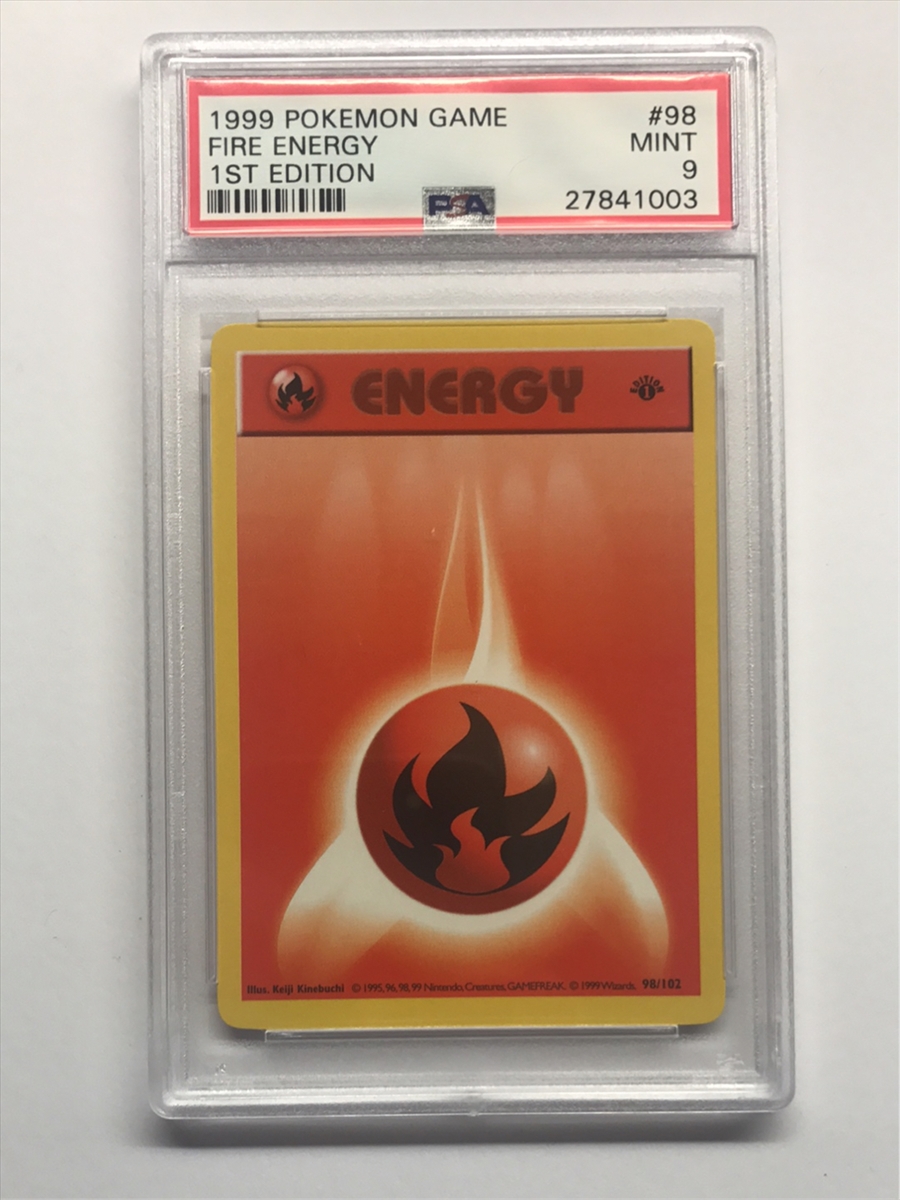 1999 POKEMON GAME #98
FIRE ENERGY MINT
1ST EDITION 9
PSA 27841003
ENERGY
EDITION
1
Illus. Keiji Kinebuchi © 1995, 96, 98, 99 Nintendo, Creatures, GAMEFREAK. © 1999 Wizards. 98/102